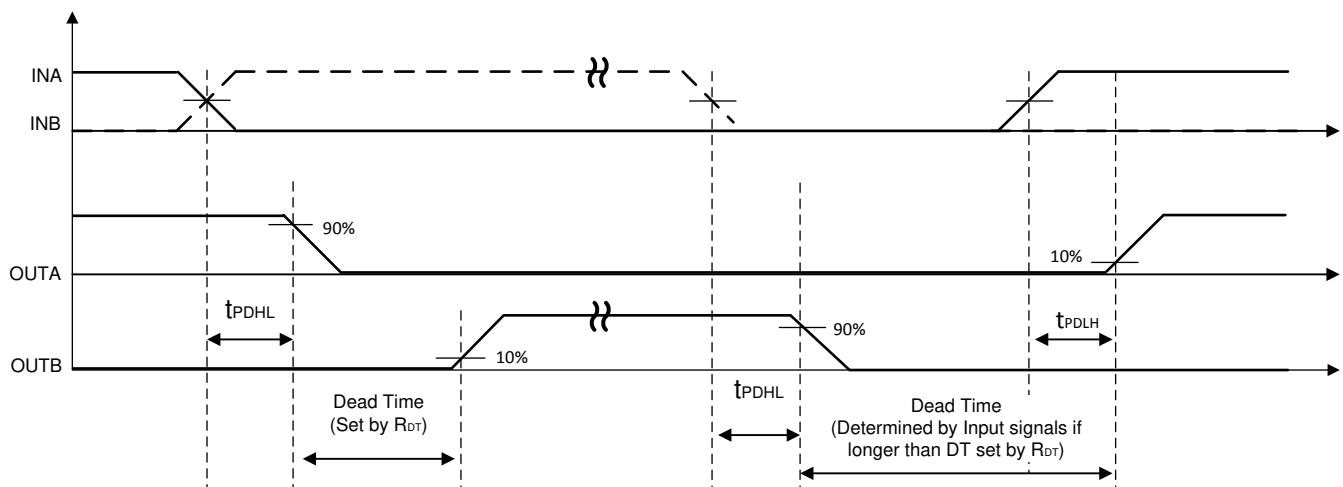 INA
INB
90%
OUTA
10%
tPDHL
tPDLH
90%
10%
OUTB
tPDHL
Dead Time
(Set by RDT)
Dead Time
(Determined by Input signals if
longer than DT set by RDT)